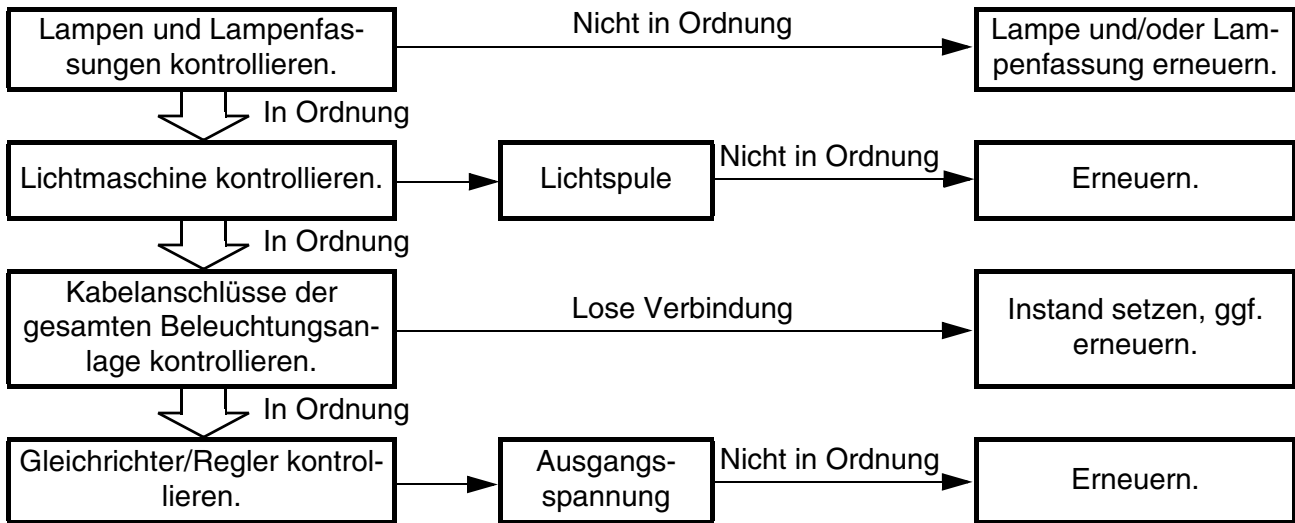 Lampen und Lampenfas-
sungen kontrollieren.
Nicht in Ordnung
Lampe und/oder Lam-
penfassung erneuern.
In Ordnung
Lichtmaschine kontrollieren.
Lichtspule
Nicht in Ordnung
Erneuern.
In Ordnung
Kabelanschlüsse der
gesamten Beleuchtungsan-
lage kontrollieren.
Lose Verbindung
Instand setzen, ggf.
erneuern.
In Ordnung
Gleichrichter/Regler kontrol-
lieren.
Ausgangs-
spannung
Nicht in Ordnung
Erneuern.